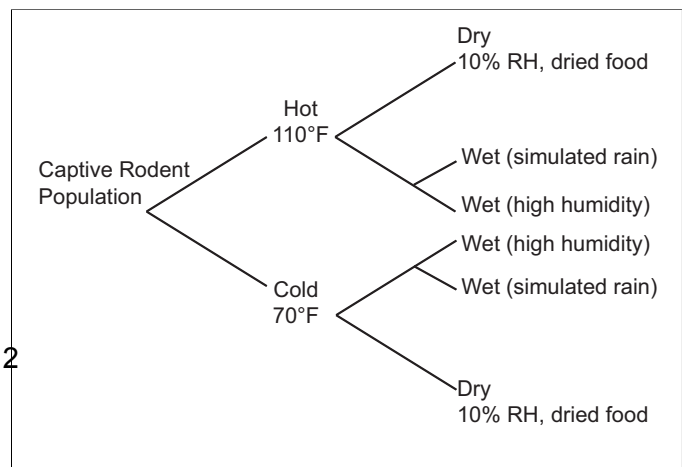 Dry
10% RH, dried food
Hot
110°F
Wet (simulated rain)
Captive Rodent
Population
Wet (high humidity)
Wet (high humidity)
Cold
70°F
Wet (simulated rain)
2
Dry
10% RH, dried food